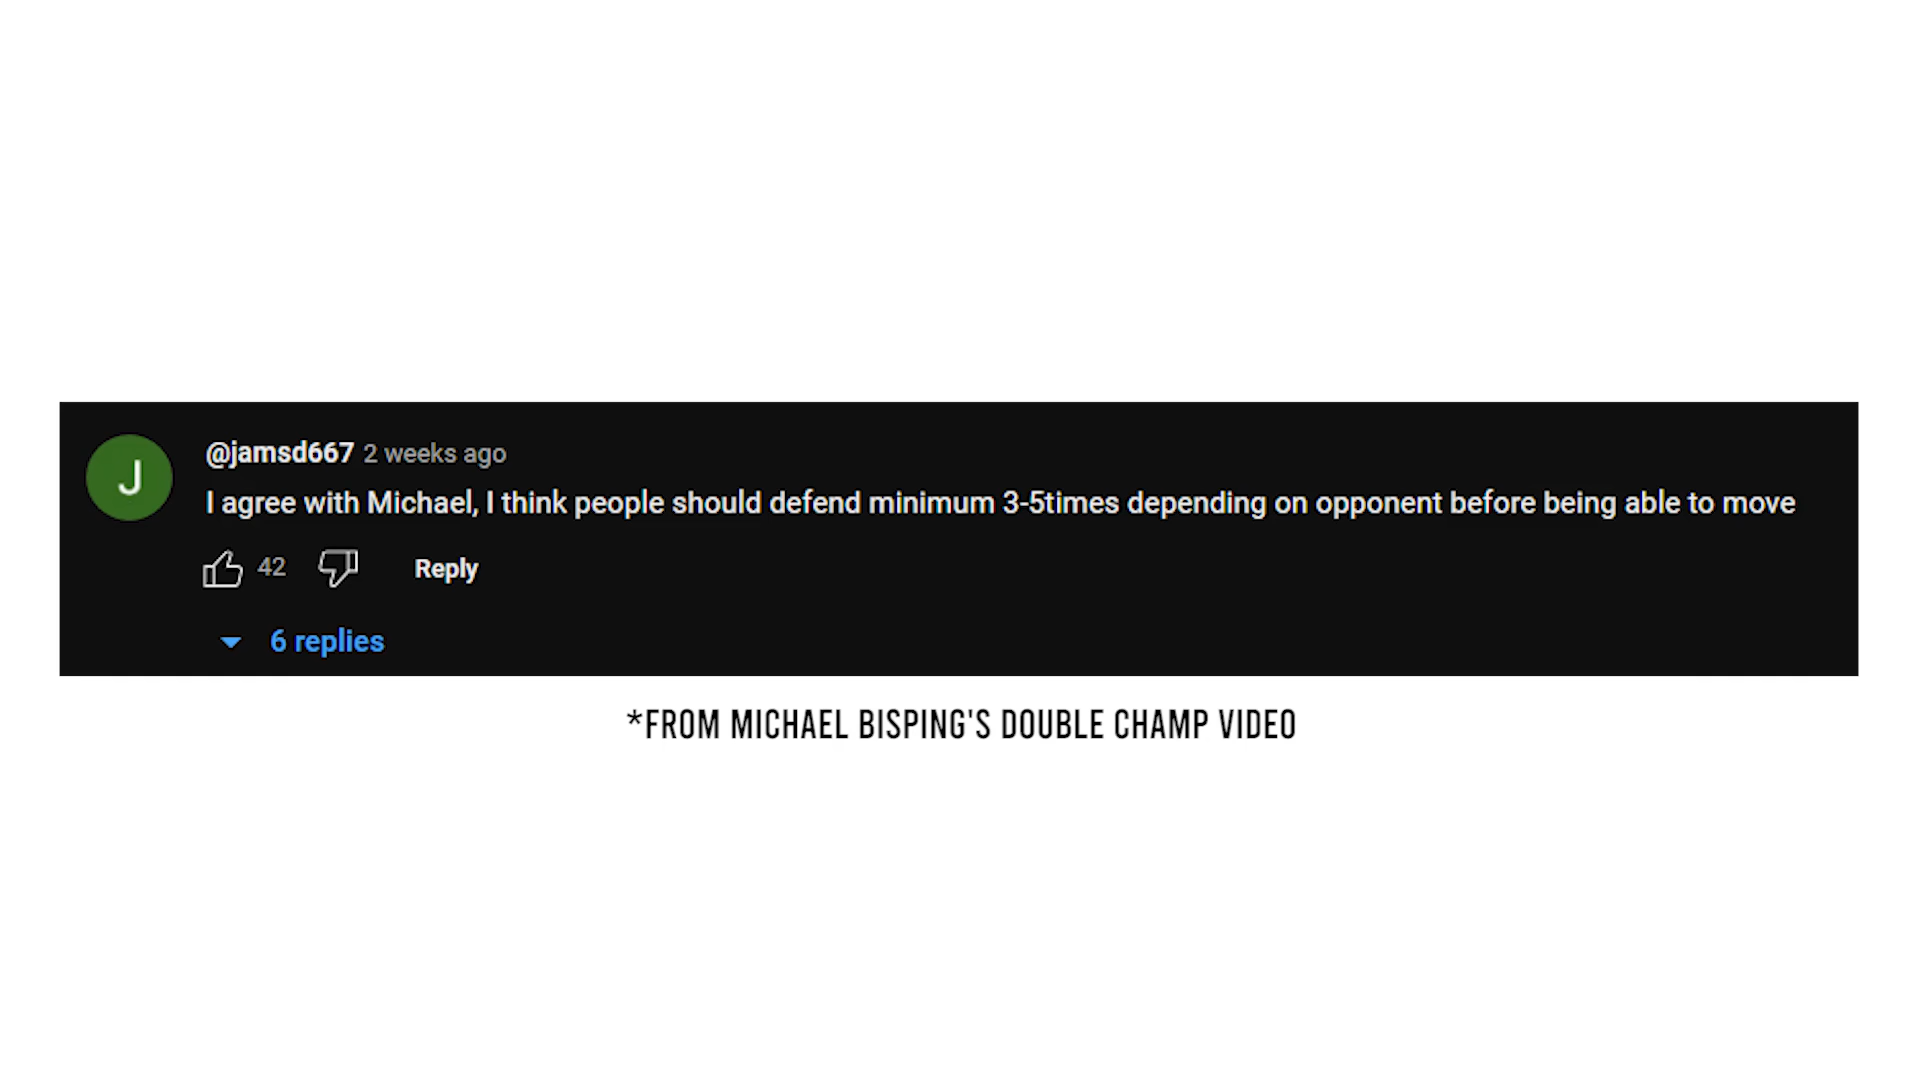 J
@jamsd667 2 weeks ago
I agree with Michael, I think people should defend minimum 3-5times depending on opponent before being able to move
42 Reply
6 replies
*FROM MICHAEL BISPING'S DOUBLE CHAMP VIDEO